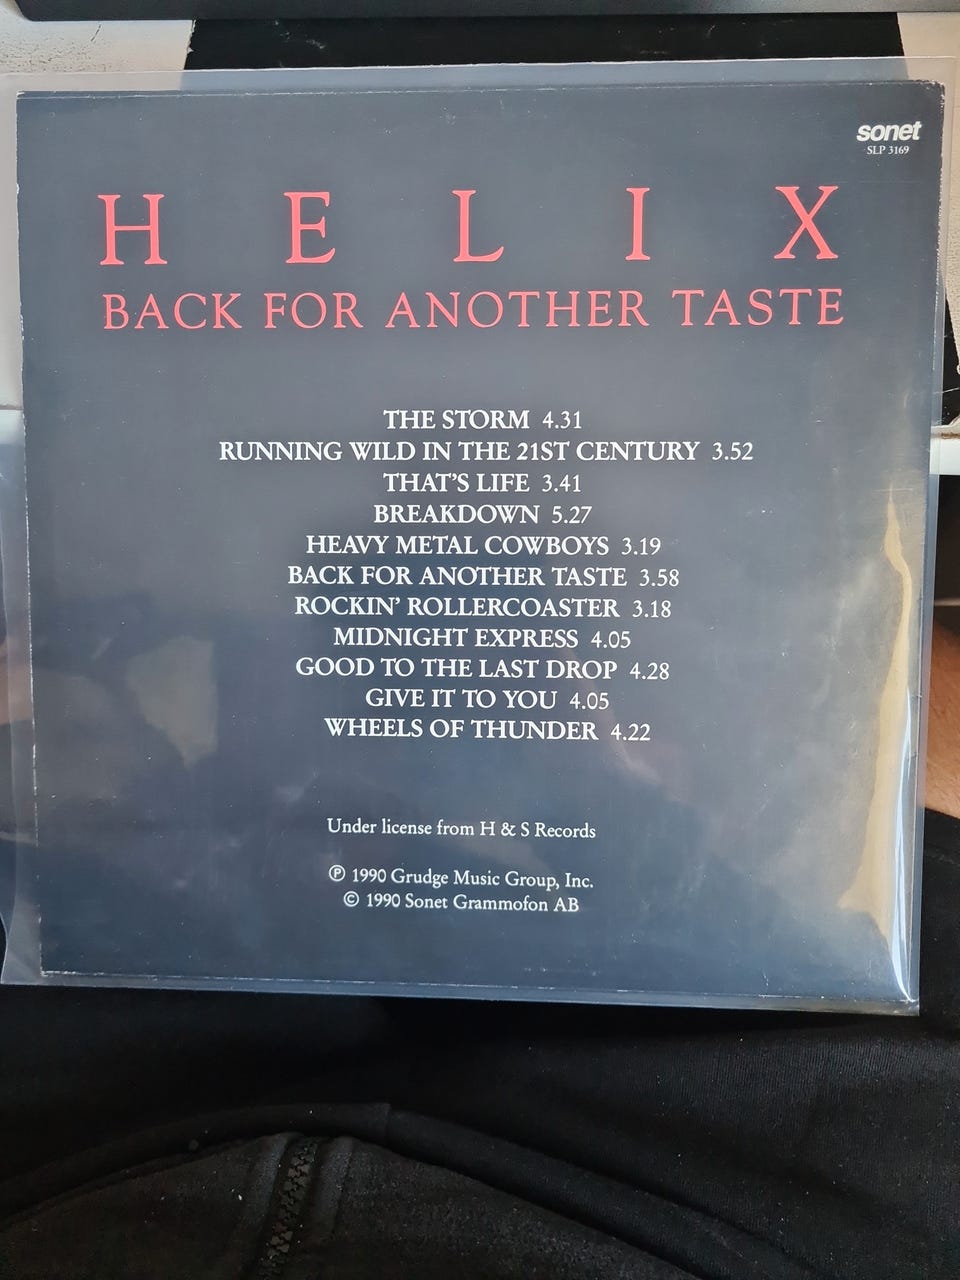 sonet
SLP 3169
HELIX
BACK FOR ANOTHER TASTE
THE STORM 4.31
RUNNING WILD IN THE 21ST CENTURY 3.52
THAT'S LIFE 3.41
BREAKDOWN 5.27
HEAVY METAL COWBOYS 3.19
BACK FOR ANOTHER TASTE 3.58
ROCKIN' ROLLERCOASTER 3.18
MIDNIGHT EXPRESS 4.05
GOOD TO THE LAST DROP 4.28
GIVE IT TO YOU 4.05
WHEELS OF THUNDER 4.22
Under license from H & S Records
℗ 1990 Grudge Music Group, Inc.
© 1990 Sonet Grammofon AB